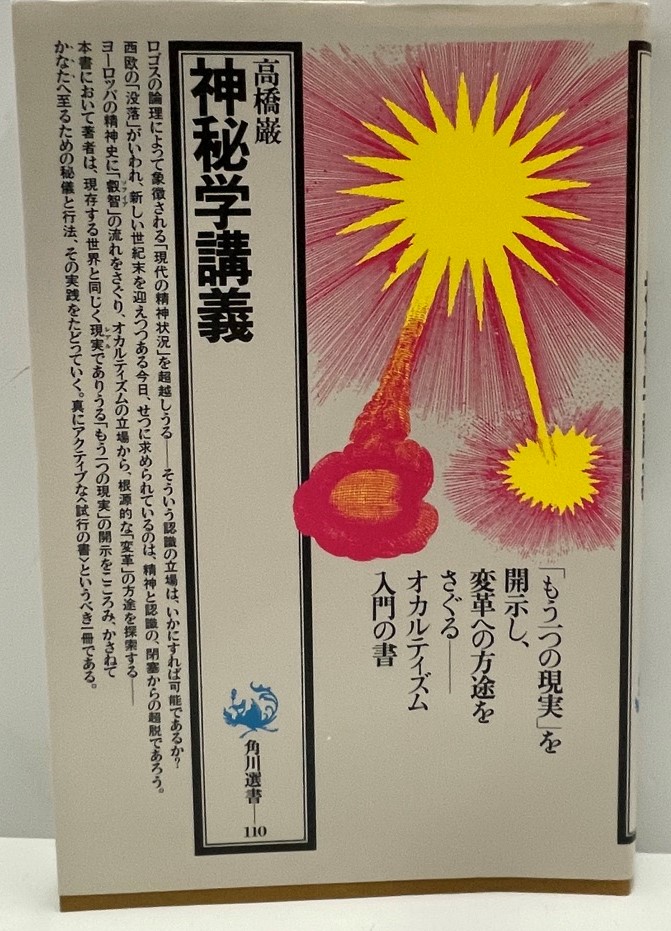 「もう一つの現実」を
開示し、
変革への方途を
さぐる——
オカルティズム
入門の書
高橋巌
神秘学講義
角川選書—110
ロゴスの論理によって象徴される「現代の精神状況」を超越しうる——そういう認識の立場は、いかにすれば可能であるか？
西欧の「没落」がいわれ、新しい世紀末を迎えつつある今日、せつに求められているのは、精神と認識の、閉塞からの超脱であろう。
ヨーロッパの精神史に「叡智」の流れをさぐり、オカルティズムの立場から、根源的な「変革」の方途を探索する——
本書において著者は、現存する世界と同じく現実でありうる「もう一つの現実」の開示をこころみ、かさねて
かなたへ至るための秘儀と行法、その実践をたどっていく。真にアクティブな〈試行の書〉というべき一冊である。